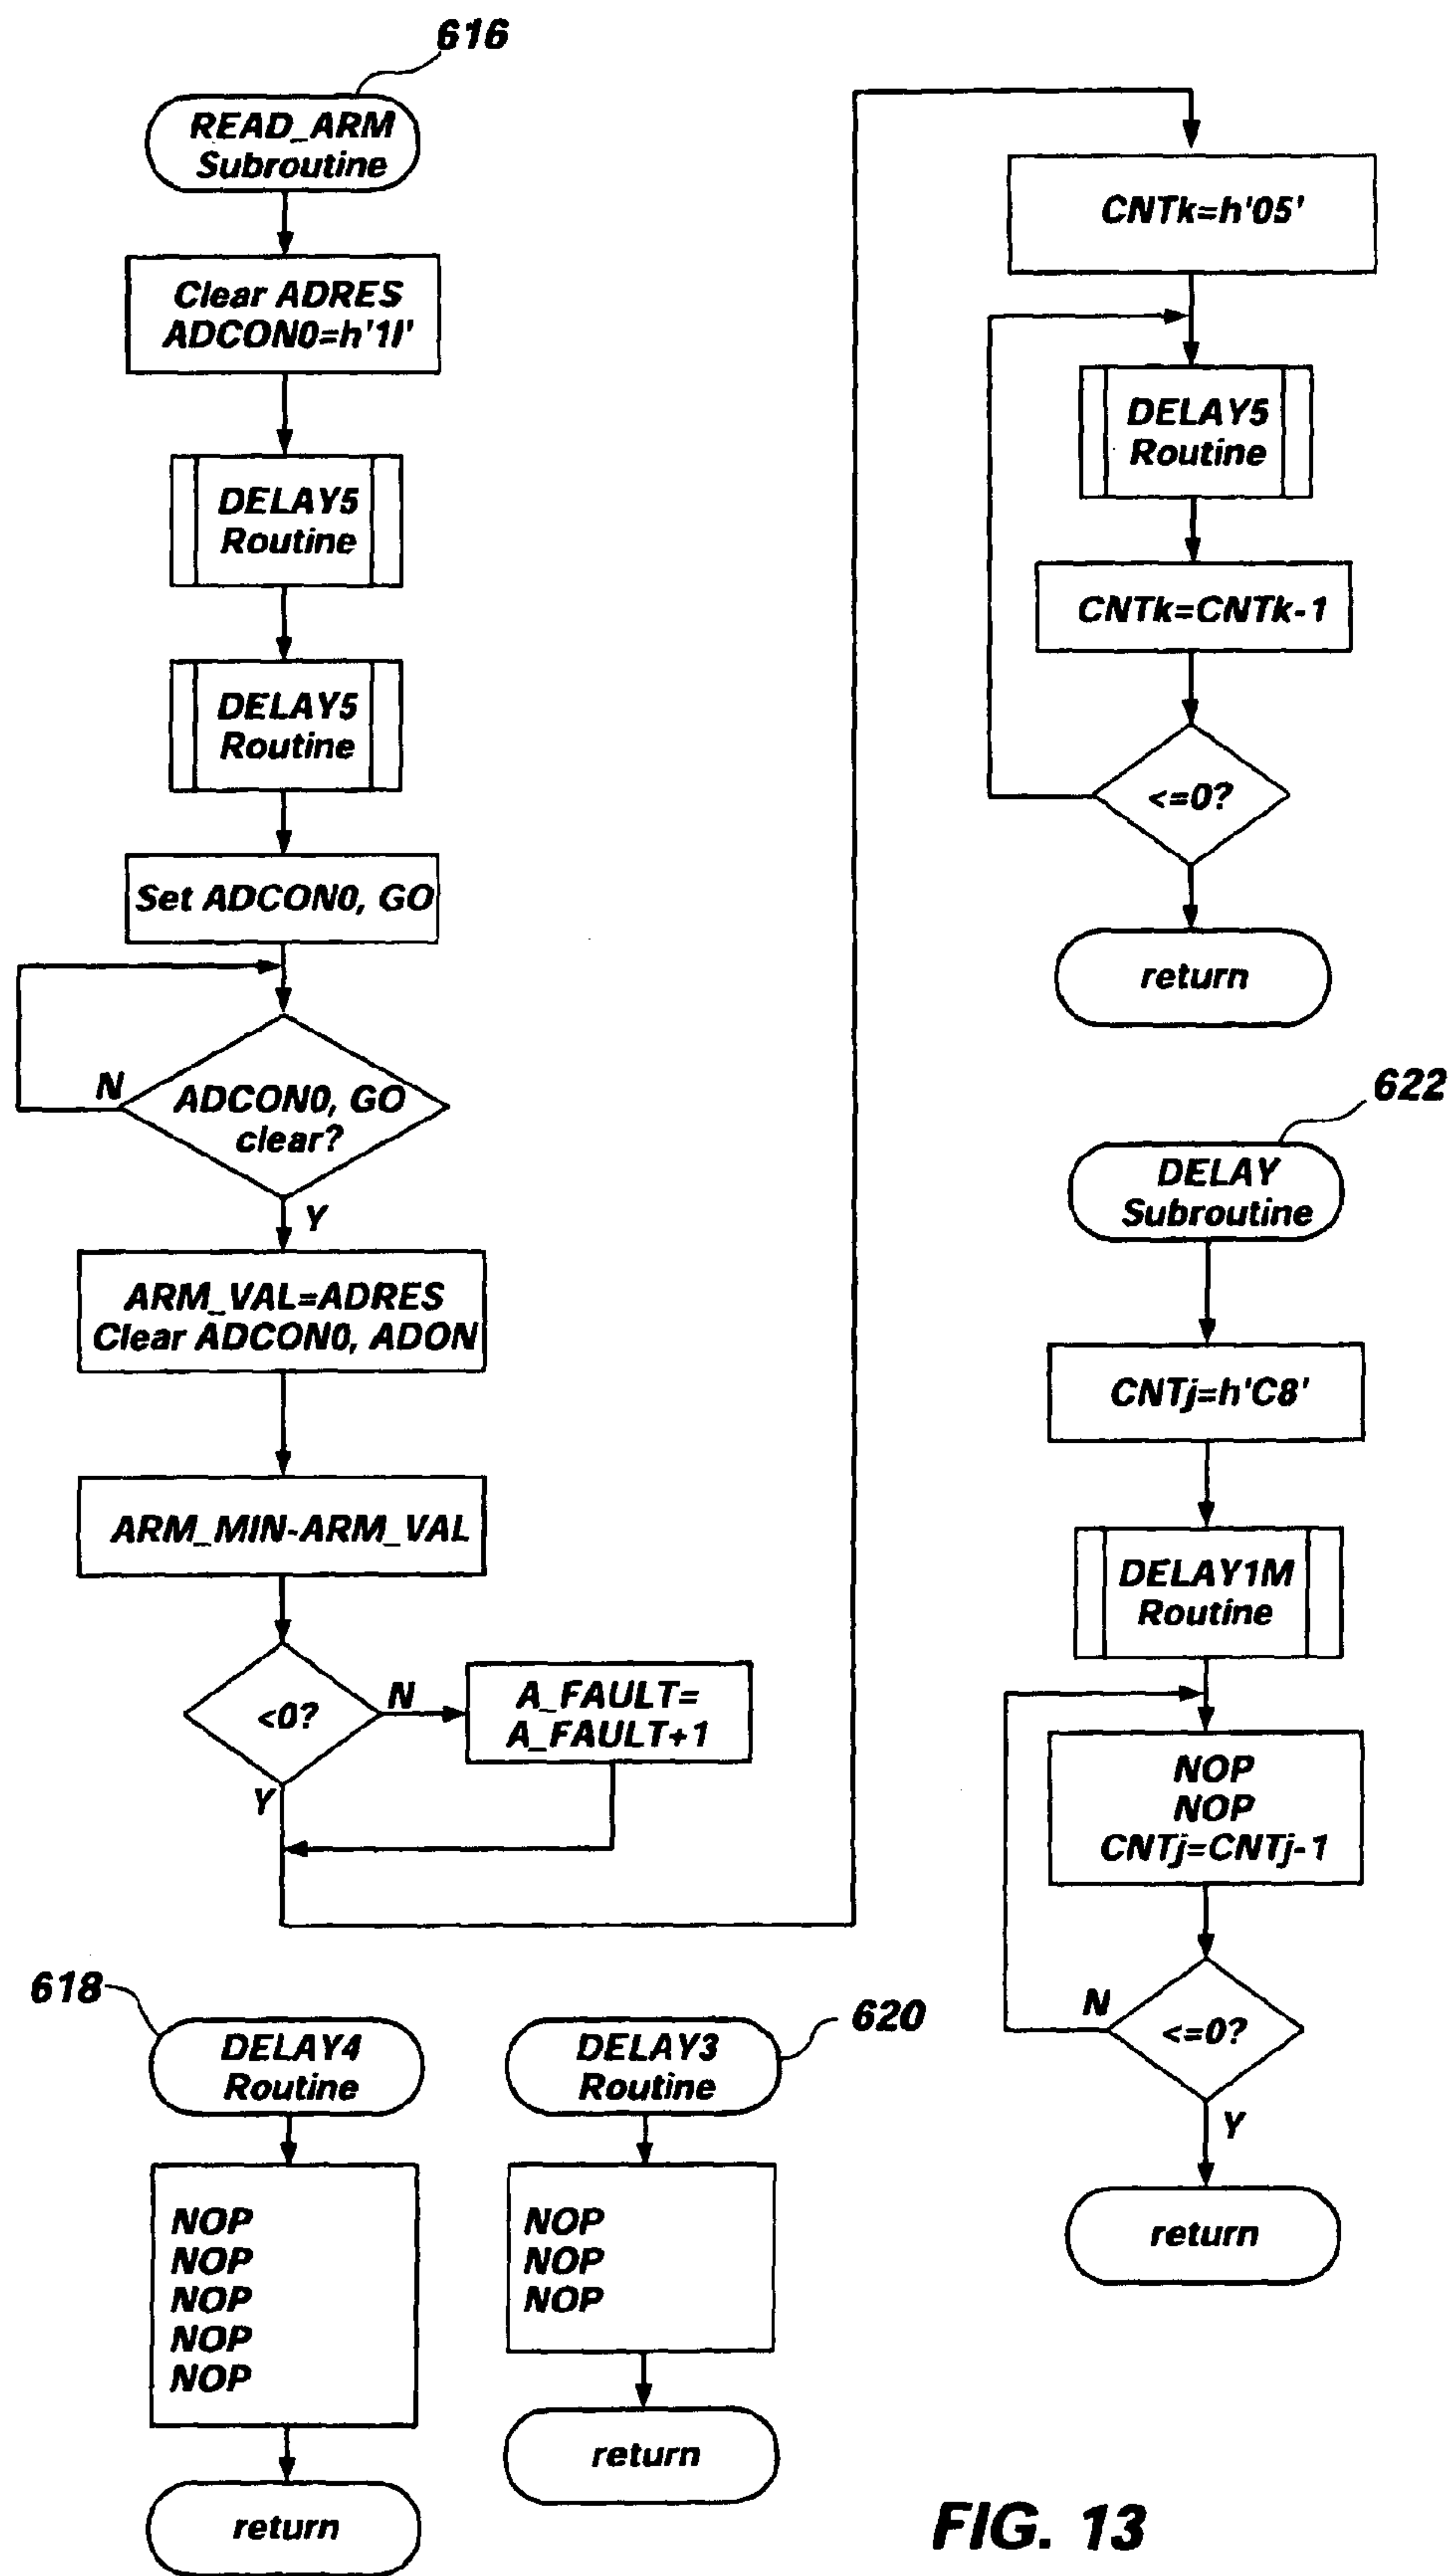 616
READ_ARM
Subroutine
Clear ADRES
ADCON0=h'1I'
DELAY5
Routine
DELAY5
Routine
Set ADCON0, GO
N
ADCON0, GO
clear?
Y
ARM_VAL=ADRES
Clear ADCON0, ADON
ARM_MIN-ARM_VAL
<0?
N
A_FAULT=
A_FAULT+1
Y
CNTk=h'05'
DELAY5
Routine
CNTk=CNTk-1
<=0?
return
622
DELAY
Subroutine
CNTj=h'C8'
DELAY1M
Routine
NOP
NOP
CNTj=CNTj-1
N
<=0?
Y
return
618
DELAY4
Routine
NOP
NOP
NOP
NOP
NOP
return
620
DELAY3
Routine
NOP
NOP
NOP
return
FIG. 13